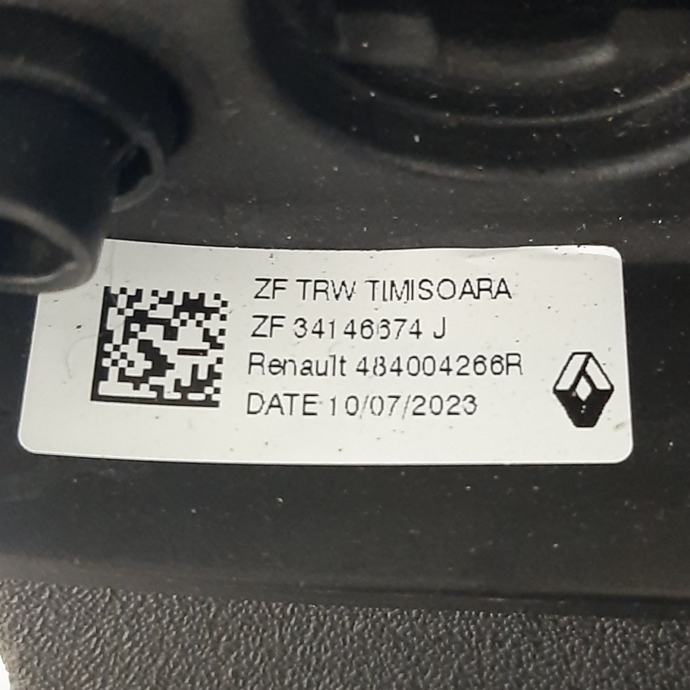 ZF TRW TIMISOARA
ZF 34146674 J
Renault 484004266R
DATE 10/07/2023